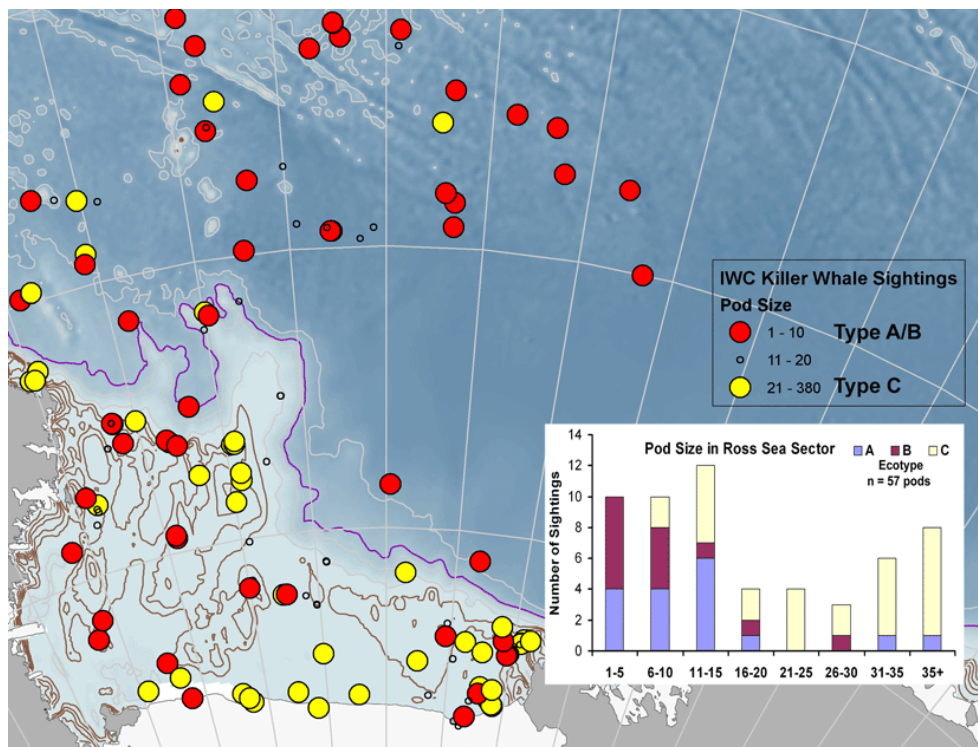 IWC Killer Whale Sightings
Pod Size
1 - 10 Type A/B
11 - 20
21 - 380 Type C
Pod Size in Ross Sea Sector
A B C
Ecotype
n = 57 pods
Number of Sightings
14
12
10
8
6
4
2
0
1-5 6-10 11-15 16-20 21-25 26-30 31-35 35+